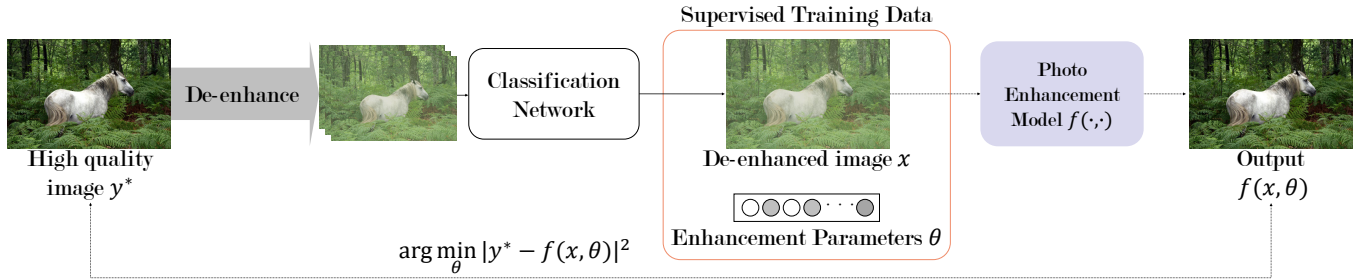 Supervised Training Data
De-enhance
Classification
Network
Photo
Enhancement
Model f(·,·)
High quality
image y*
De-enhanced image x
Output
f(x, θ)
· · ·
Enhancement Parameters θ
arg min |y* − f(x, θ)|²
θ